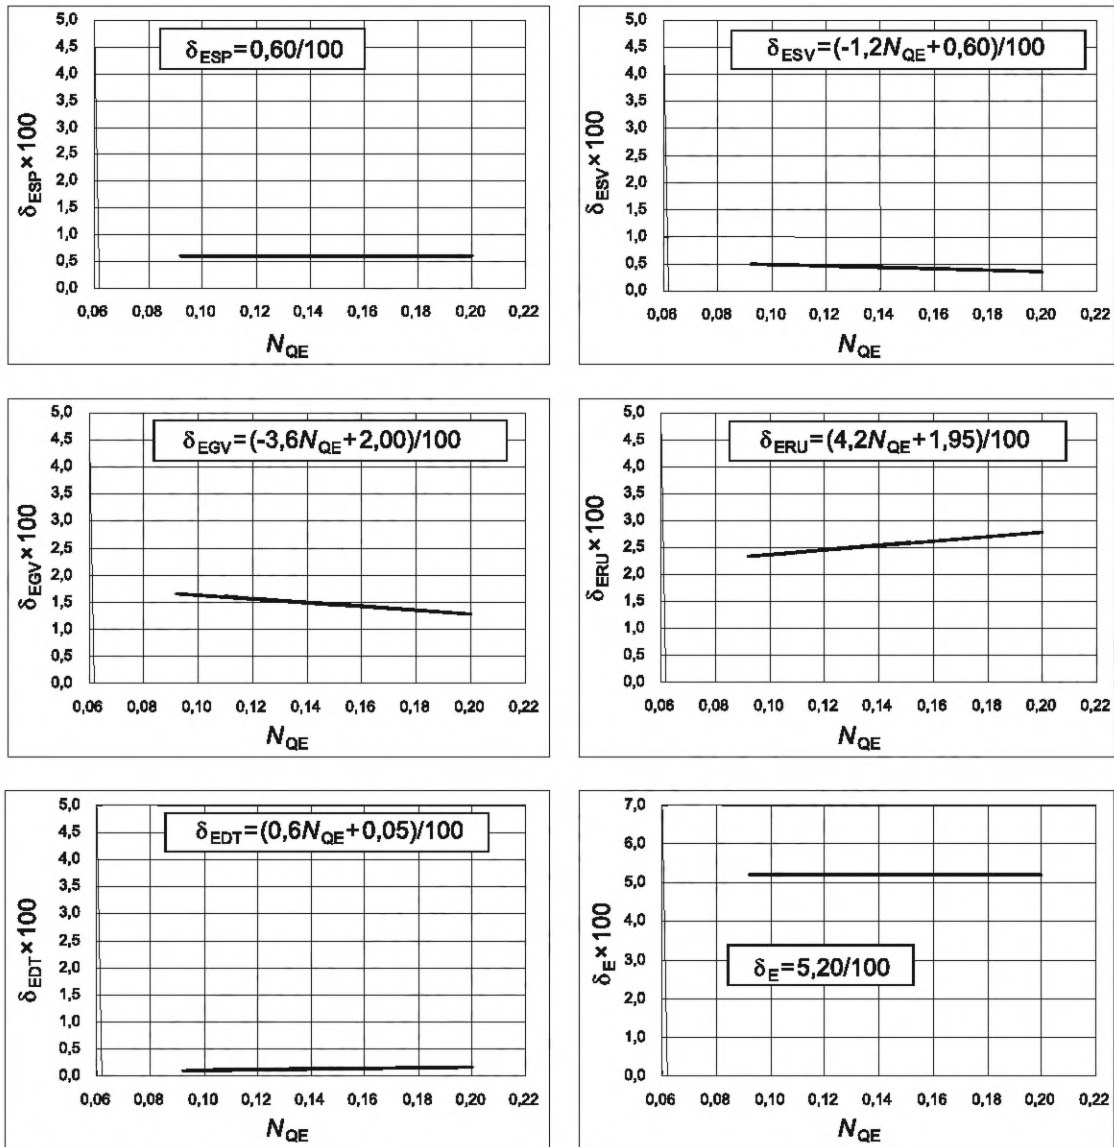 5,0
4,5
4,0
3,5
3,0
2,5
2,0
1,5
1,0
0,5
0,0
δESP×100
δESP=0,60/100
0,06 0,08 0,10 0,12 0,14 0,16 0,18 0,20 0,22
NQE
5,0
4,5
4,0
3,5
3,0
2,5
2,0
1,5
1,0
0,5
0,0
δESV×100
δESV=(-1,2NQE+0,60)/100
0,06 0,08 0,10 0,12 0,14 0,16 0,18 0,20 0,22
NQE
5,0
4,5
4,0
3,5
3,0
2,5
2,0
1,5
1,0
0,5
0,0
δEGV×100
δEGV=(-3,6NQE+2,00)/100
0,06 0,08 0,10 0,12 0,14 0,16 0,18 0,20 0,22
NQE
5,0
4,5
4,0
3,5
3,0
2,5
2,0
1,5
1,0
0,5
0,0
δERU×100
δERU=(4,2NQE+1,95)/100
0,06 0,08 0,10 0,12 0,14 0,16 0,18 0,20 0,22
NQE
5,0
4,5
4,0
3,5
3,0
2,5
2,0
1,5
1,0
0,5
0,0
δEDT×100
δEDT=(0,6NQE+0,05)/100
0,06 0,08 0,10 0,12 0,14 0,16 0,18 0,20 0,22
NQE
7,0
6,0
5,0
4,0
3,0
2,0
1,0
0,0
δE×100
δE=5,20/100
0,06 0,08 0,10 0,12 0,14 0,16 0,18 0,20 0,22
NQE